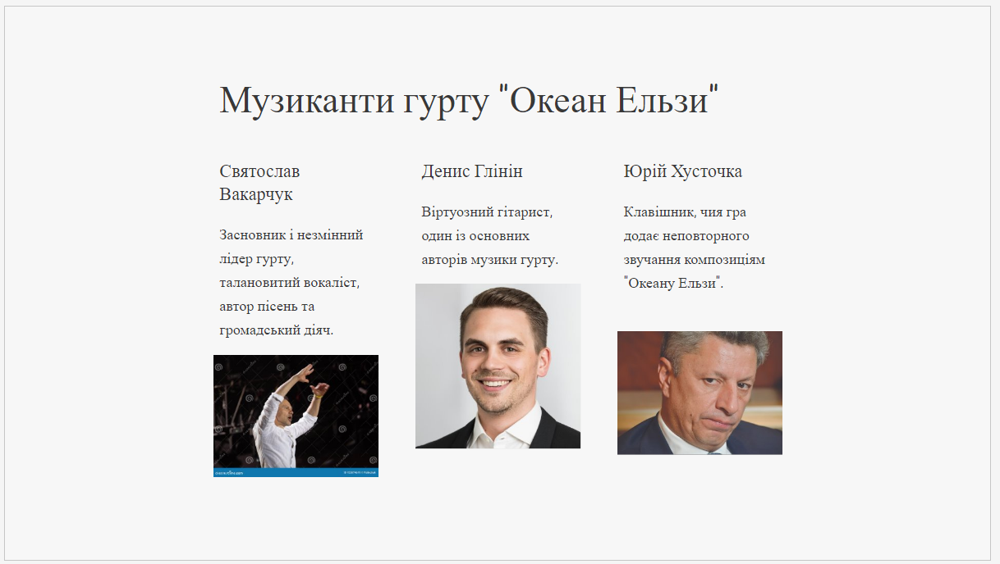 Музиканти гурту "Океан Ельзи"
Святослав
Вакарчук
Засновник і незмінний
лідер гурту,
талановитий вокаліст,
автор пісень та
громадський діяч.
Денис Глінін
Віртуозний гітарист,
один із основних
авторів музики гурту.
Юрій Хусточка
Клавішник, чия гра
додає неповторного
звучання композиціям
"Океану Ельзи".